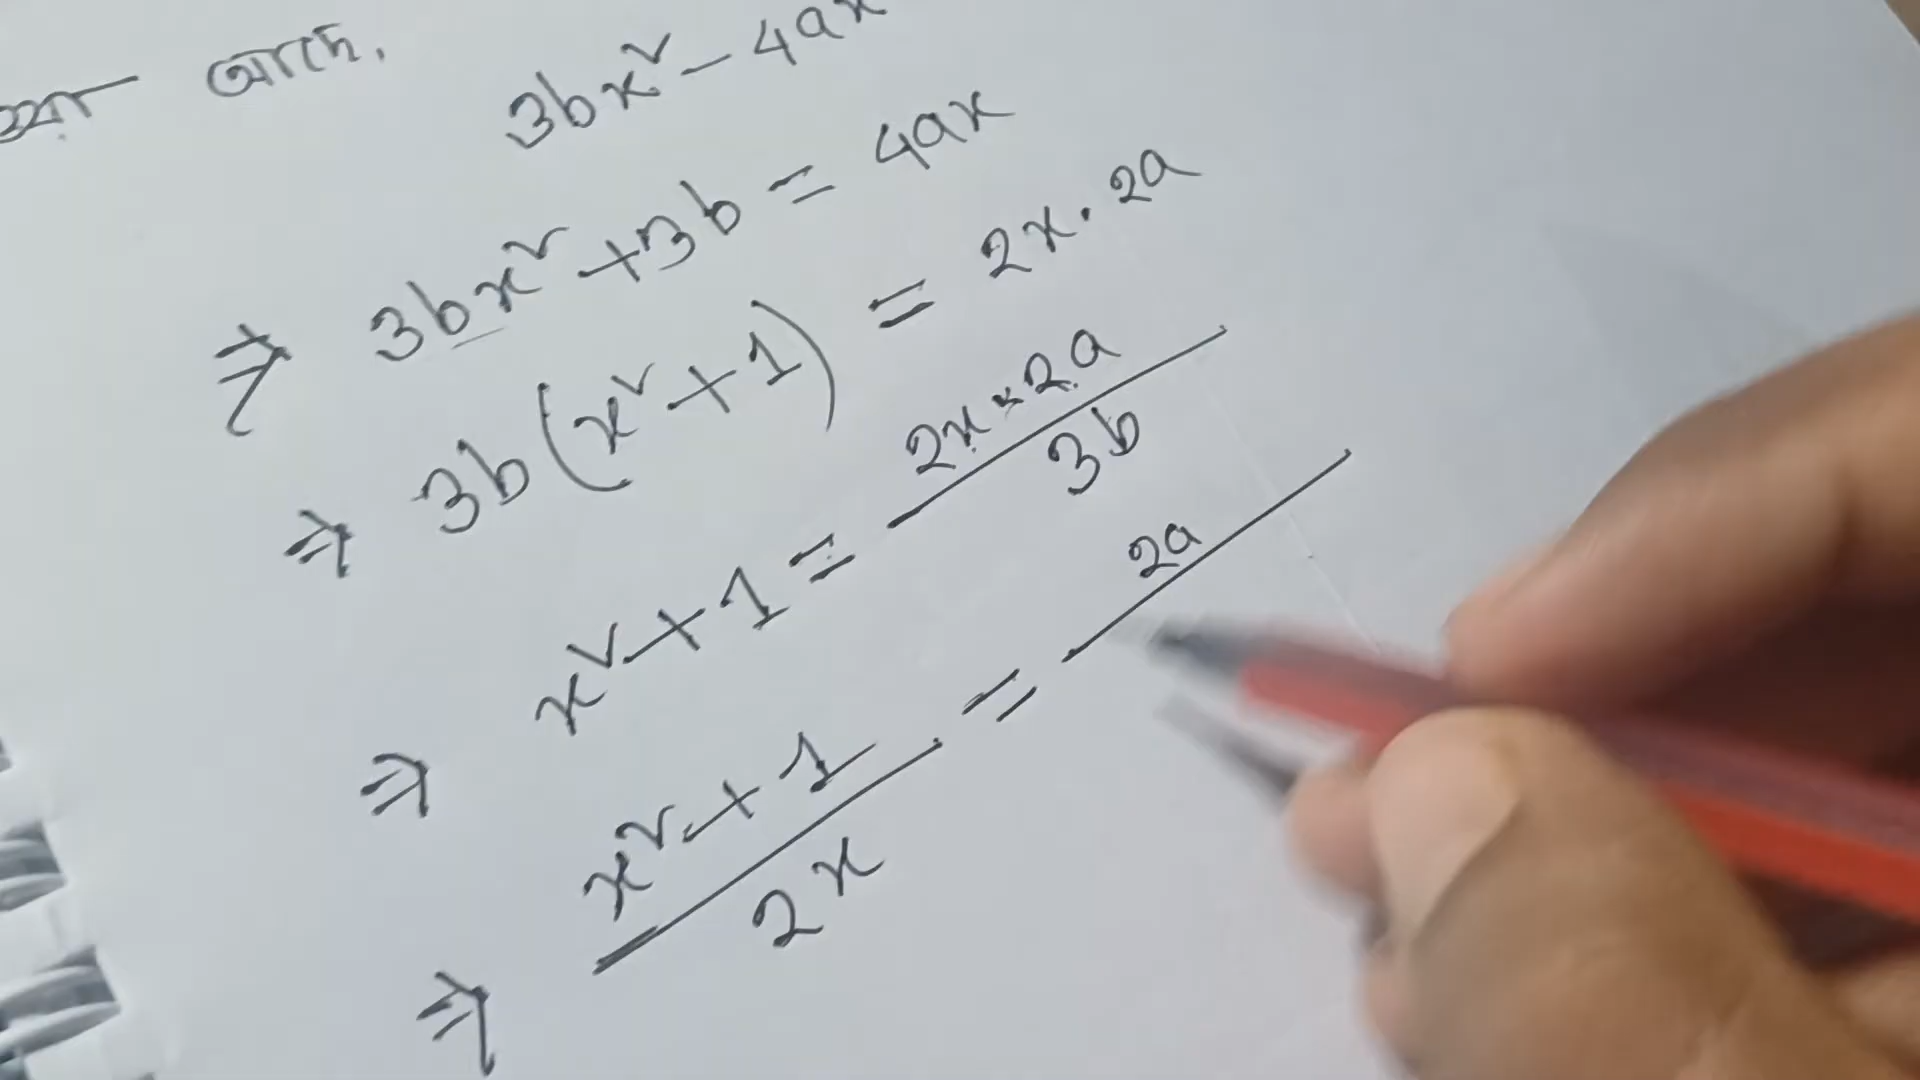 আছে, 3bx² - 4ax
⇒ 3bx² + 3b = 4ax
⇒ 3b(x² + 1) = 2x · 2a
⇒ x² + 1 = 2x × 2a / 3b
⇒ x² + 1 / 2x = 2a /